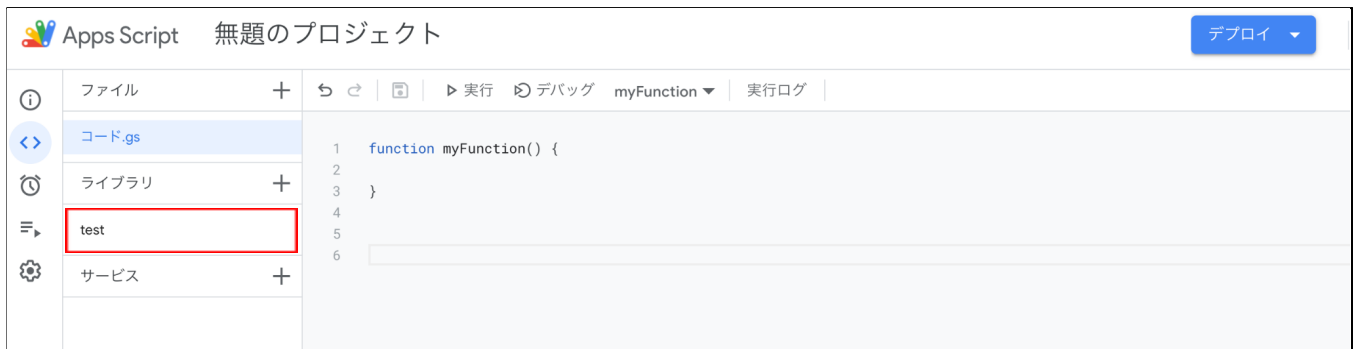 Apps Script 無題のプロジェクト デプロイ
ファイル
実行 デバッグ myFunction 実行ログ
コード.gs
ライブラリ
test
サービス
1 function myFunction() {
2
3 }
4
5
6